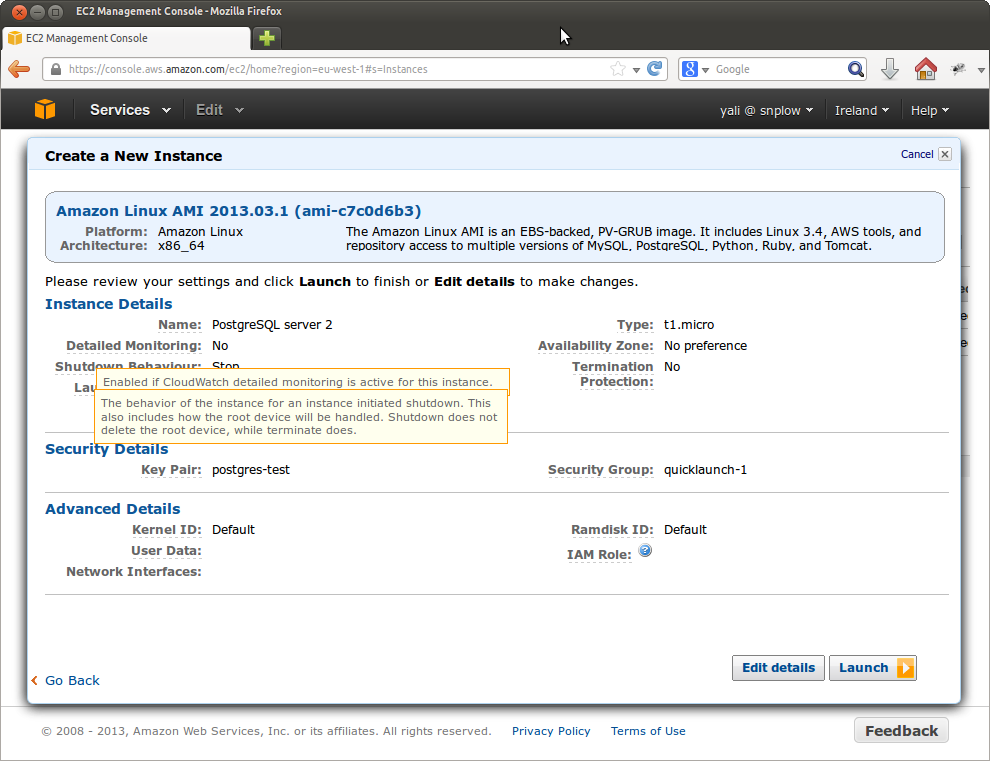 EC2 Management Console - Mozilla Firefox
EC2 Management Console
https://console.aws.amazon.com/ec2/home?region=eu-west-1#s=Instances
8 Google
Services Edit yali @ snplow Ireland Help
Create a New Instance Cancel
Amazon Linux AMI 2013.03.1 (ami-c7c0d6b3)
Platform: Amazon Linux
Architecture: x86_64
The Amazon Linux AMI is an EBS-backed, PV-GRUB image. It includes Linux 3.4, AWS tools, and
repository access to multiple versions of MySQL, PostgreSQL, Python, Ruby, and Tomcat.
Please review your settings and click Launch to finish or Edit details to make changes.
Instance Details
Name: PostgreSQL server 2 Type: t1.micro
Detailed Monitoring: No Availability Zone: No preference
Shutdown Behaviour: Stop Termination No
Protection:
Enabled if CloudWatch detailed monitoring is active for this instance.
The behavior of the instance for an instance initiated shutdown. This
also includes how the root device will be handled. Shutdown does not
delete the root device, while terminate does.
Security Details
Key Pair: postgres-test Security Group: quicklaunch-1
Advanced Details
Kernel ID: Default Ramdisk ID: Default
User Data: IAM Role: ?
Network Interfaces:
Edit details Launch
Go Back
© 2008 - 2013, Amazon Web Services, Inc. or its affiliates. All rights reserved. Privacy Policy Terms of Use Feedback